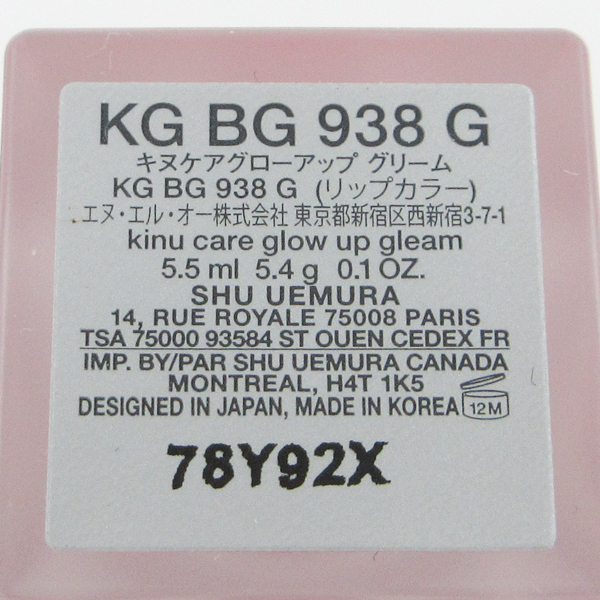 KG BG 938 G
キヌケアグローアップ グリーム
KG BG 938 G (リップカラー)
エヌ・エル・オー株式会社 東京都新宿区西新宿3-7-1
kinu care glow up gleam
5.5 ml 5.4 g 0.1 OZ.
SHU UEMURA
14, RUE ROYALE 75008 PARIS
TSA 75000 93584 ST OUEN CEDEX FR
IMP. BY/PAR SHU UEMURA CANADA
MONTREAL, H4T 1K5
DESIGNED IN JAPAN, MADE IN KOREA 12M
78Y92X